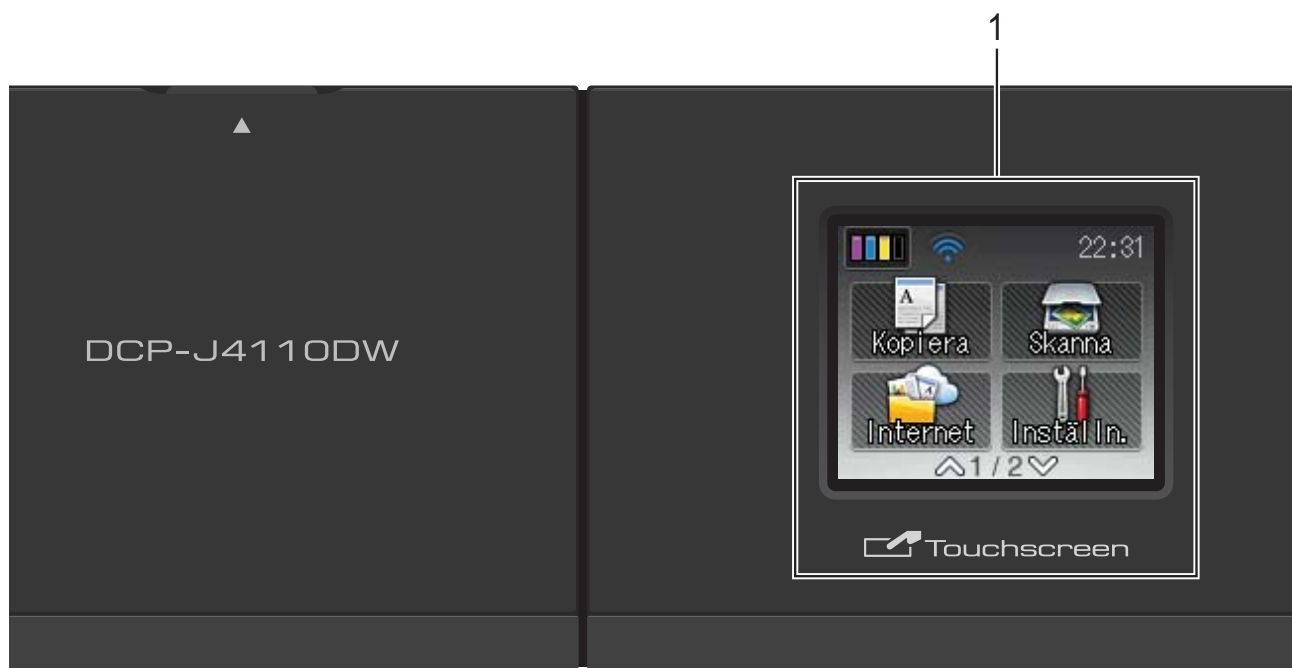 1
22:31
Kopiera
Skanna
DCP-J4110DW
Internet
Inställn.
1/2
Touchscreen